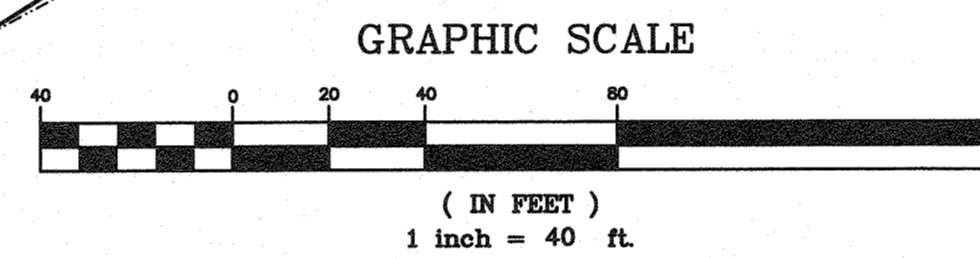 GRAPHIC SCALE
40 0 20 40 80
( IN FEET )
1 inch = 40 ft.